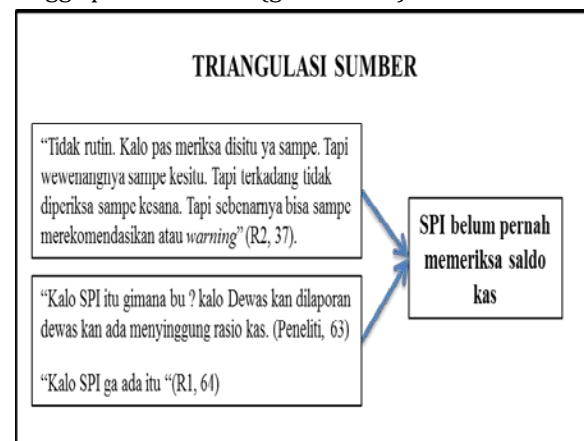 TRIANGULASI SUMBER
“Tidak rutin. Kalo pas meriksa disitu ya sampe. Tapi
wewenangnya sampe kesitu. Tapi terkadang tidak
diperiksa sampe kesana. Tapi sebenarnya bisa sampe
merekomendasikan atau warning” (R2, 37).
SPI belum pernah
memeriksa saldo
kas
“Kalo SPI itu gimana bu ? kalo Dewas kan dilaporan
dewas kan ada menyinggung rasio kas. (Peneliti, 63)
“Kalo SPI ga ada itu “(R1, 64)